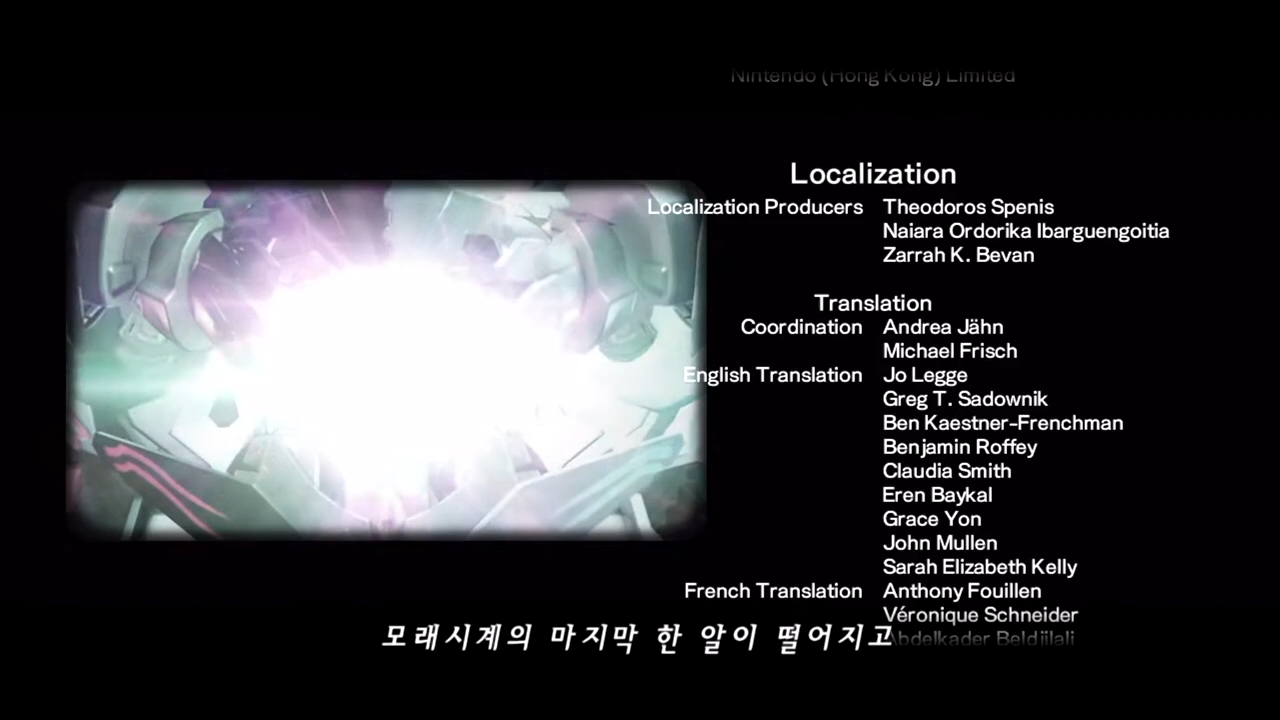 Nintendo (Hong Kong) Limited
Localization
Localization Producers Theodoros Spenis
Naiara Ordorika Ibarguengoitia
Zarrah K. Bevan
Translation
Coordination Andrea Jähn
Michael Frisch
English Translation Jo Legge
Greg T. Sadownik
Ben Kaestner-Frenchman
Benjamin Roffey
Claudia Smith
Eren Baykal
Grace Yon
John Mullen
Sarah Elizabeth Kelly
French Translation Anthony Fouillen
Véronique Schneider
Abdelkader Beldjilali
모래시계의 마지막 한 알이 떨어지고